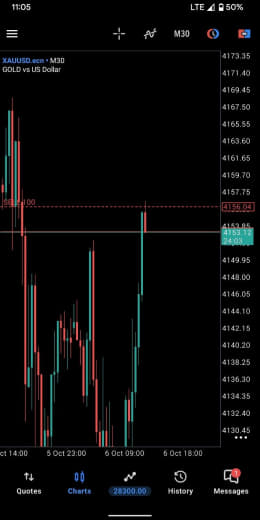 11:05
LTE 50%
M30
XAUUSD.ecn • M30
GOLD vs US Dollar
4173.35
4171.40
4169.45
4167.50
4165.55
4163.60
4161.65
4159.70
4157.75
4156.04
4153.12
24:03
4149.95
4148.00
4146.05
4144.10
4142.15
4140.20
4138.25
4136.30
4134.35
4132.40
4130.45
5 Oct 23:00
6 Oct 09:00
6 Oct 18:00
Quotes
Charts
28300.00
History
Messages